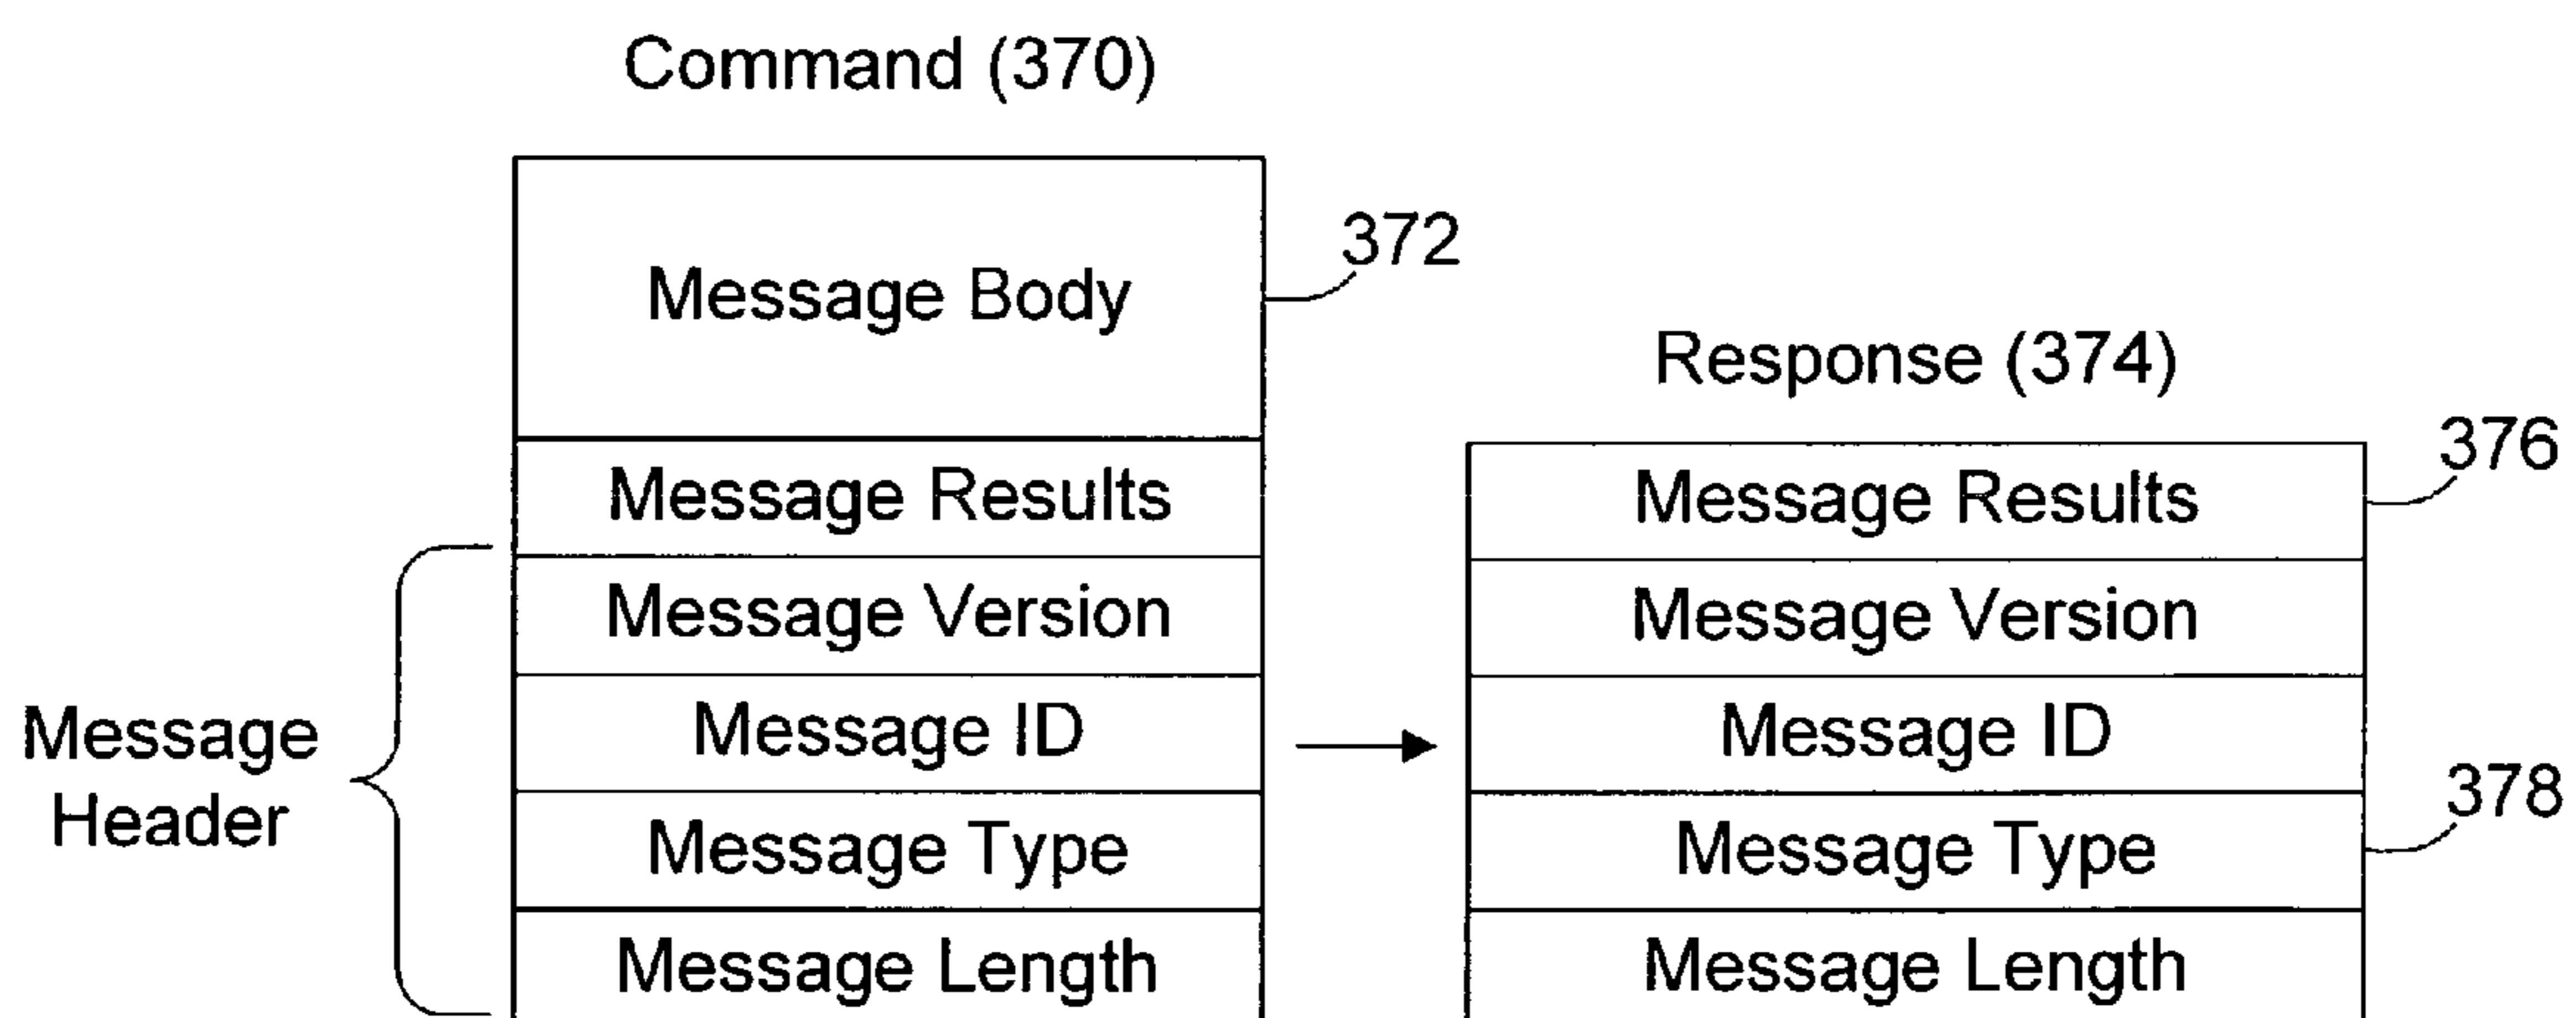 Command (370)
Message Body
372
Message Results
Message Version
Message ID
Message Type
Message Length
Message
Header
Response (374)
Message Results
376
Message Version
Message ID
Message Type
378
Message Length